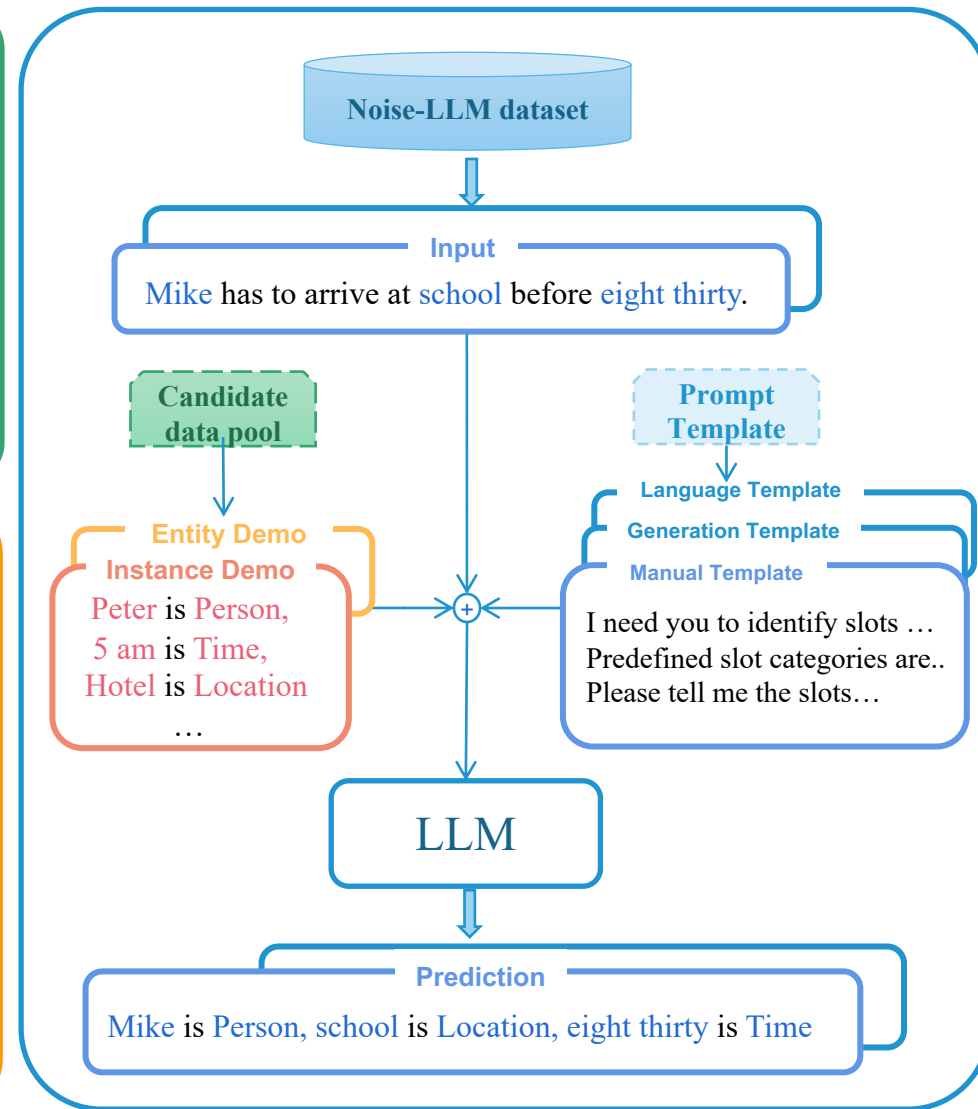 Noise-LLM dataset
Input
Mike has to arrive at school before eight thirty.
Candidate
data pool
Prompt
Template
Entity Demo
Instance Demo
Peter is Person,
5 am is Time,
Hotel is Location
…
+
Language Template
Generation Template
Manual Template
I need you to identify slots …
Predefined slot categories are..
Please tell me the slots…
LLM
Prediction
Mike is Person, school is Location, eight thirty is Time